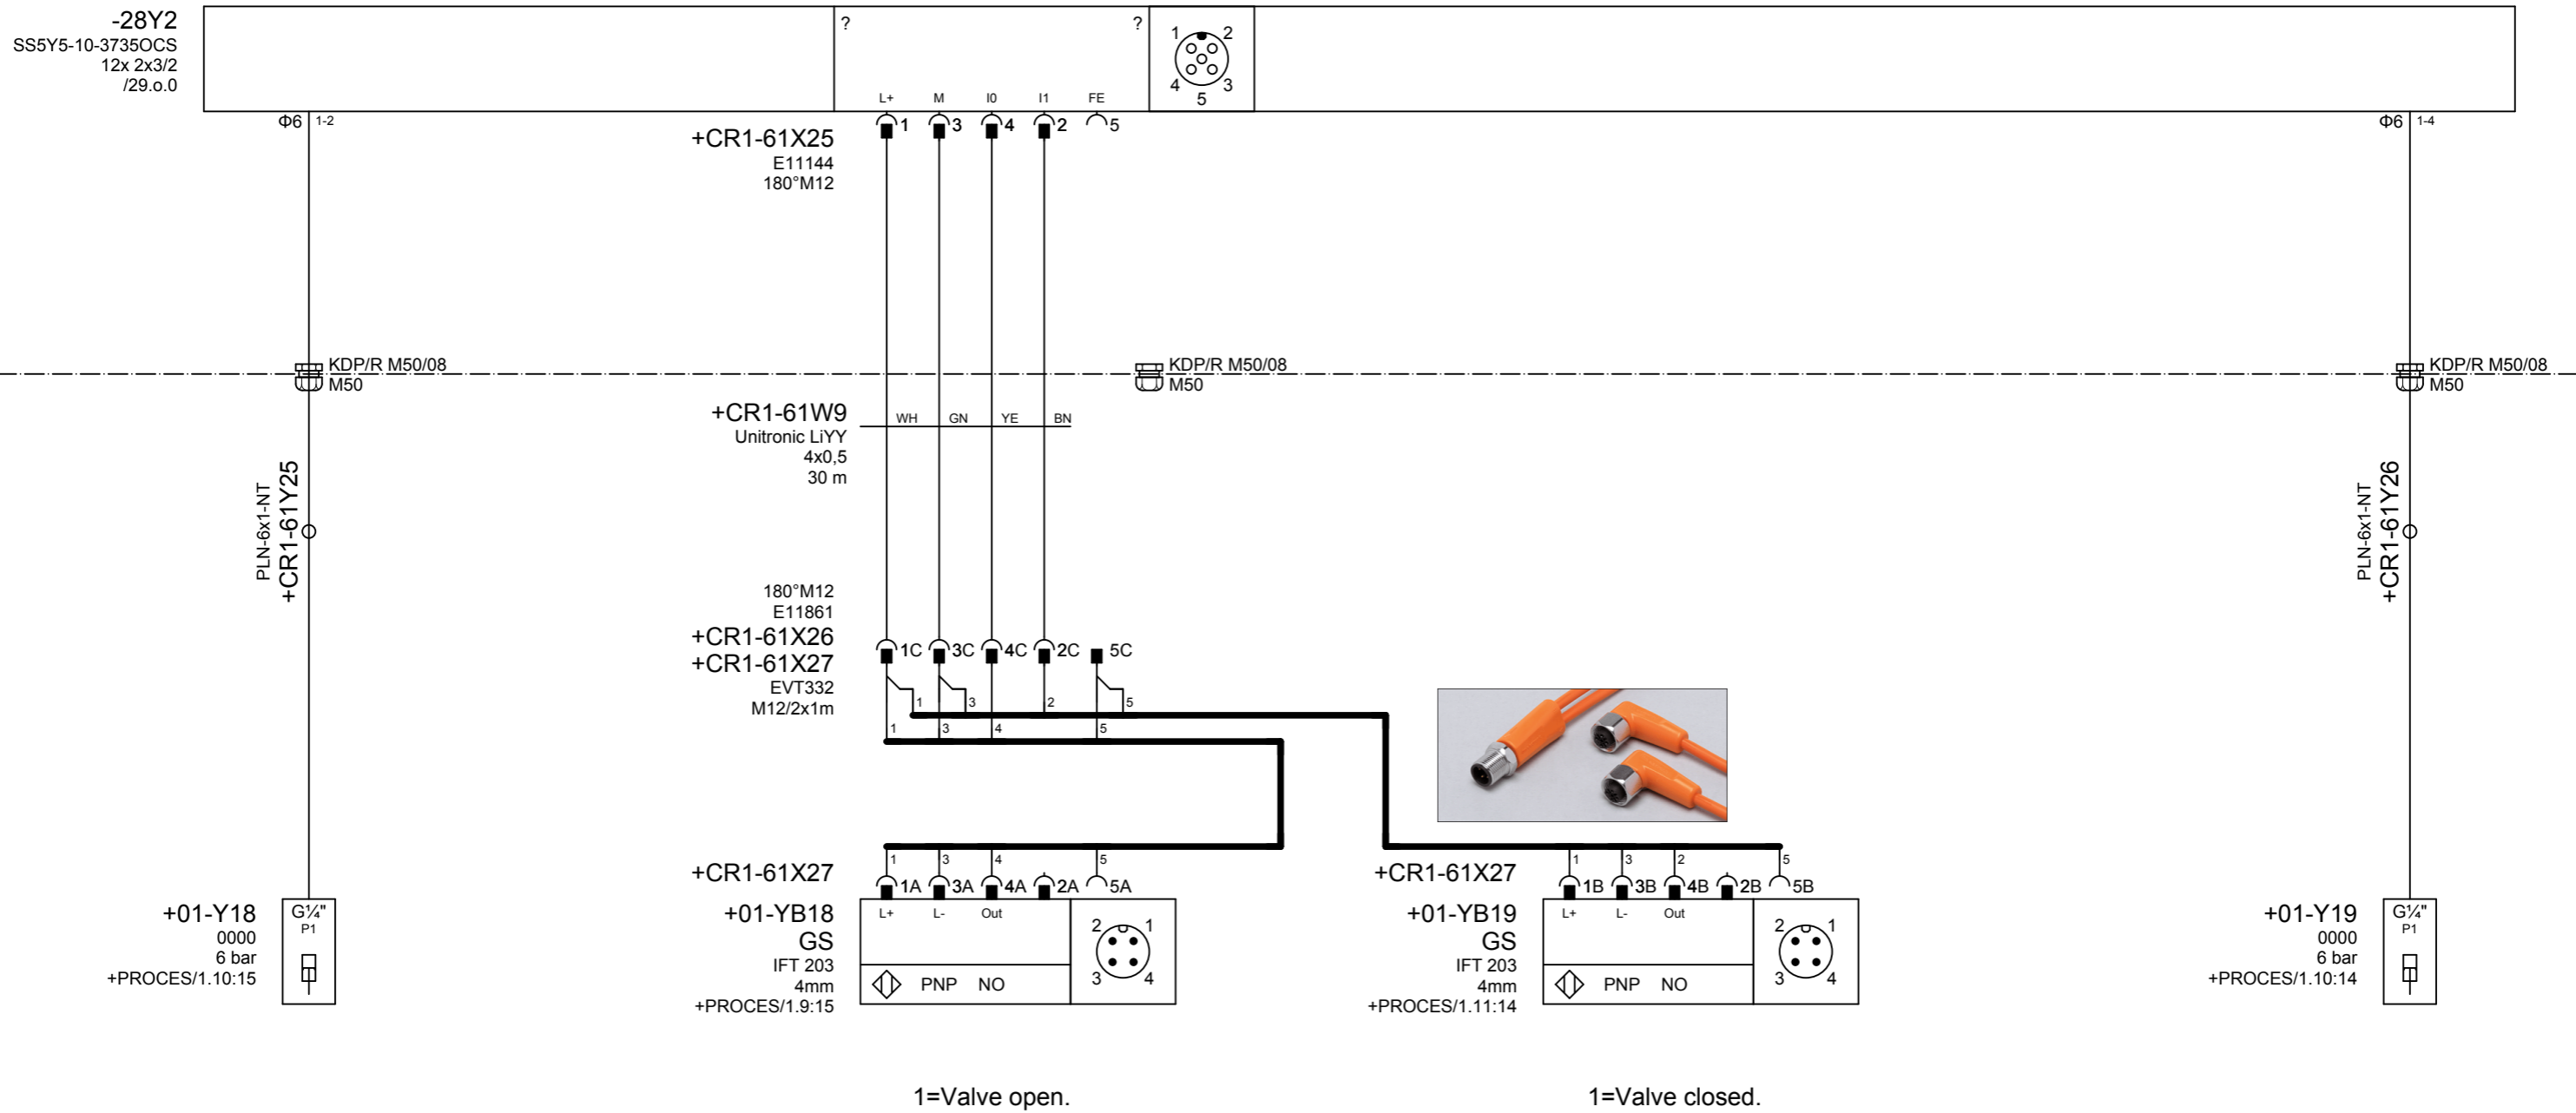 -28Y2
SS5Y5-10-3735OCS
12x 2x3/2
/29.o.0
?
?
1
2
4
3
5
L+
M
I0
I1
FE
Φ6
1-2
1
3
4
2
5
Φ6
1-4
+CR1-61X25
E11144
180°M12
KDP/R M50/08
M50
KDP/R M50/08
M50
KDP/R M50/08
M50
+CR1-61W9
Unitronic LiYY
4x0,5
30 m
WH
GN
YE
BN
PLN-6x1-NT
+CR1-61Y25
PLN-6x1-NT
+CR1-61Y26
180°M12
E11861
+CR1-61X26
+CR1-61X27
EVT332
M12/2x1m
1C
3C
4C
2C
5C
1
3
2
5
1
3
4
5
1
3
4
5
1
3
2
5
+CR1-61X27
1A
3A
4A
2A
5A
+CR1-61X27
1B
3B
4B
2B
5B
+01-Y18
0000
6 bar
+PROCES/1.10:15
G¼"
P1
+01-YB18
GS
IFT 203
4mm
+PROCES/1.9:15
L+
L-
Out
PNP NO
2
1
3
4
+01-YB19
GS
IFT 203
4mm
+PROCES/1.11:14
L+
L-
Out
PNP NO
2
1
3
4
+01-Y19
0000
6 bar
+PROCES/1.10:14
G¼"
P1
1=Valve open.
1=Valve closed.